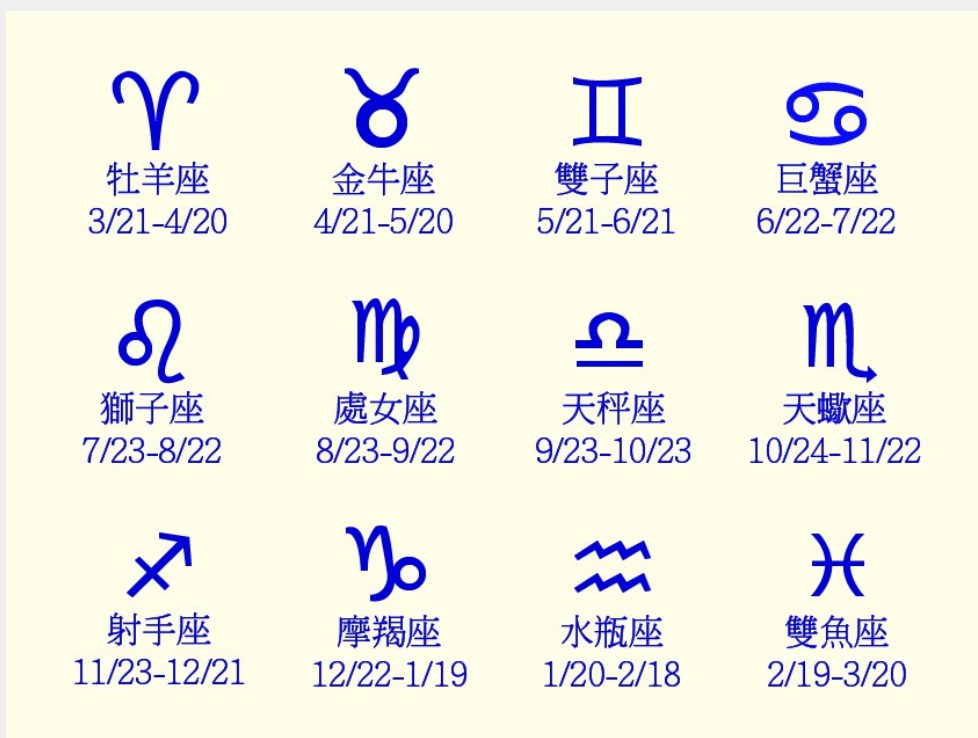 牡羊座 金牛座 雙子座 巨蟹座
3/21-4/20 4/21-5/20 5/21-6/21 6/22-7/22
獅子座 處女座 天秤座 天蠍座
7/23-8/22 8/23-9/22 9/23-10/23 10/24-11/22
射手座 摩羯座 水瓶座 雙魚座
11/23-12/21 12/22-1/19 1/20-2/18 2/19-3/20